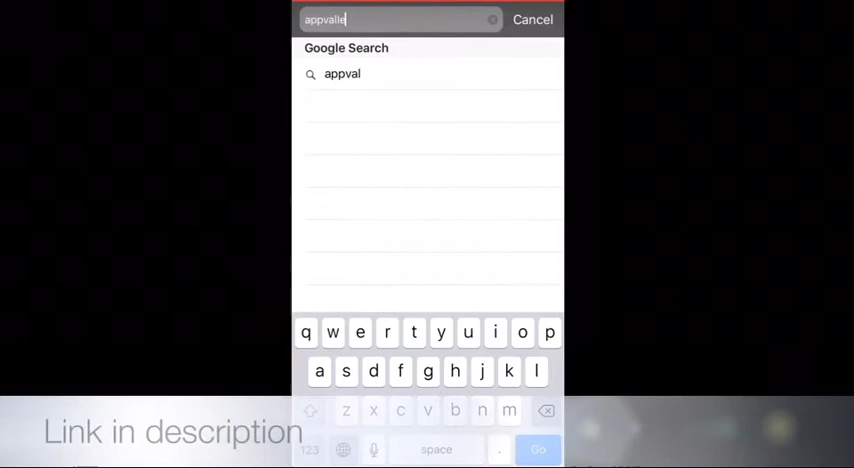 appvalle
Cancel
Google Search
appval
q w e r t y u i o p
a s d f g h j k l
z x c v b n m
Link in description
123
space
.
Go